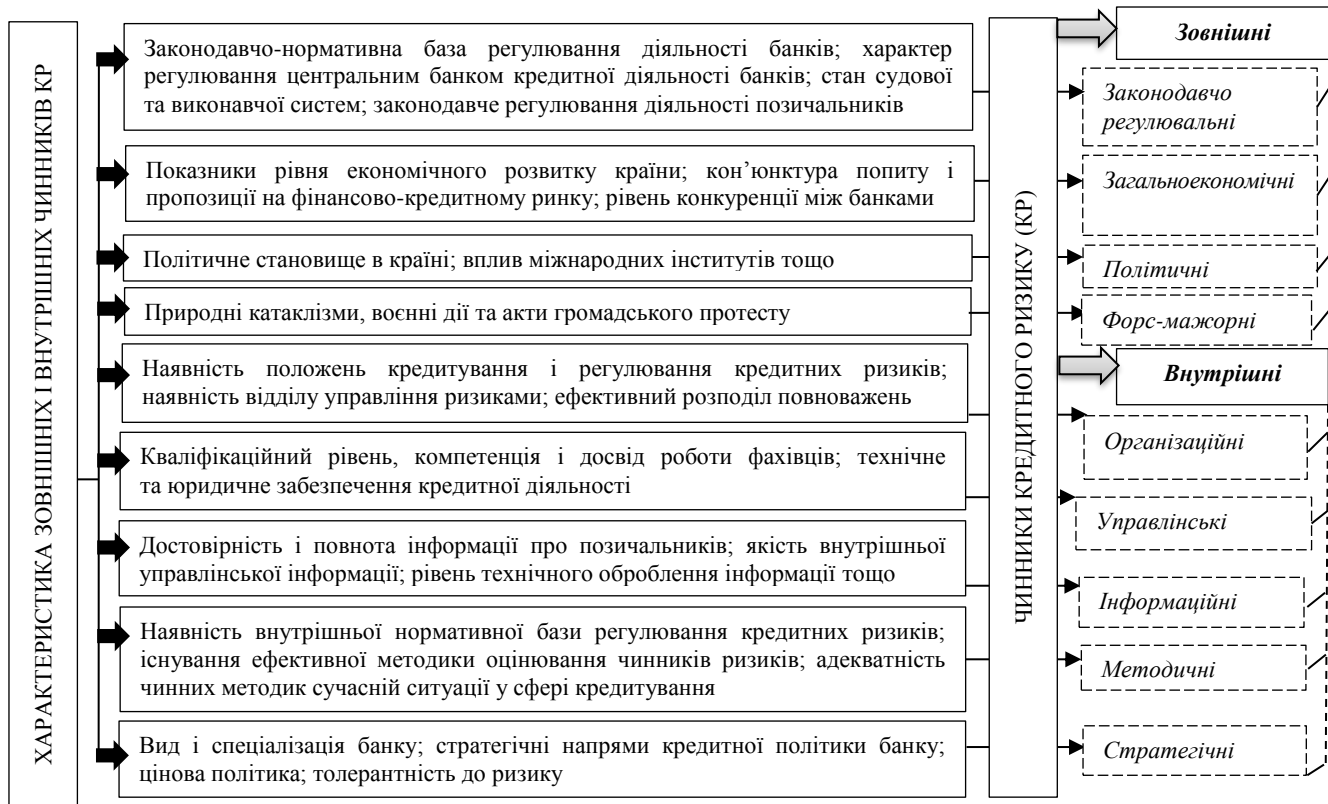 ХАРАКТЕРИСТИКА ЗОВНІШНІХ І ВНУТРІШНІХ ЧИННИКІВ КР
Законодавчо-нормативна база регулювання діяльності банків; характер
регулювання центральним банком кредитної діяльності банків; стан судової
та виконавчої систем; законодавче регулювання діяльності позичальників
Показники рівня економічного розвитку країни; кон’юнктура попиту і
пропозиції на фінансово-кредитному ринку; рівень конкуренції між банками
Політичне становище в країні; вплив міжнародних інститутів тощо
Природні катаклізми, воєнні дії та акти громадського протесту
Наявність положень кредитування і регулювання кредитних ризиків;
наявність відділу управління ризиками; ефективний розподіл повноважень
Кваліфікаційний рівень, компетенція і досвід роботи фахівців; технічне
та юридичне забезпечення кредитної діяльності
Достовірність і повнота інформації про позичальників; якість внутрішньої
управлінської інформації; рівень технічного оброблення інформації тощо
Наявність внутрішньої нормативної бази регулювання кредитних ризиків;
існування ефективної методики оцінювання чинників ризиків; адекватність
чинних методик сучасній ситуації у сфері кредитування
Вид і спеціалізація банку; стратегічні напрями кредитної політики банку;
цінова політика; толерантність до ризику
ЧИННИКИ КРЕДИТНОГО РИЗИКУ (КР)
Зовнішні
Законодавчо
регулювальні
Загальноекономічні
Політичні
Форс-мажорні
Внутрішні
Організаційні
Управлінські
Інформаційні
Методичні
Стратегічні